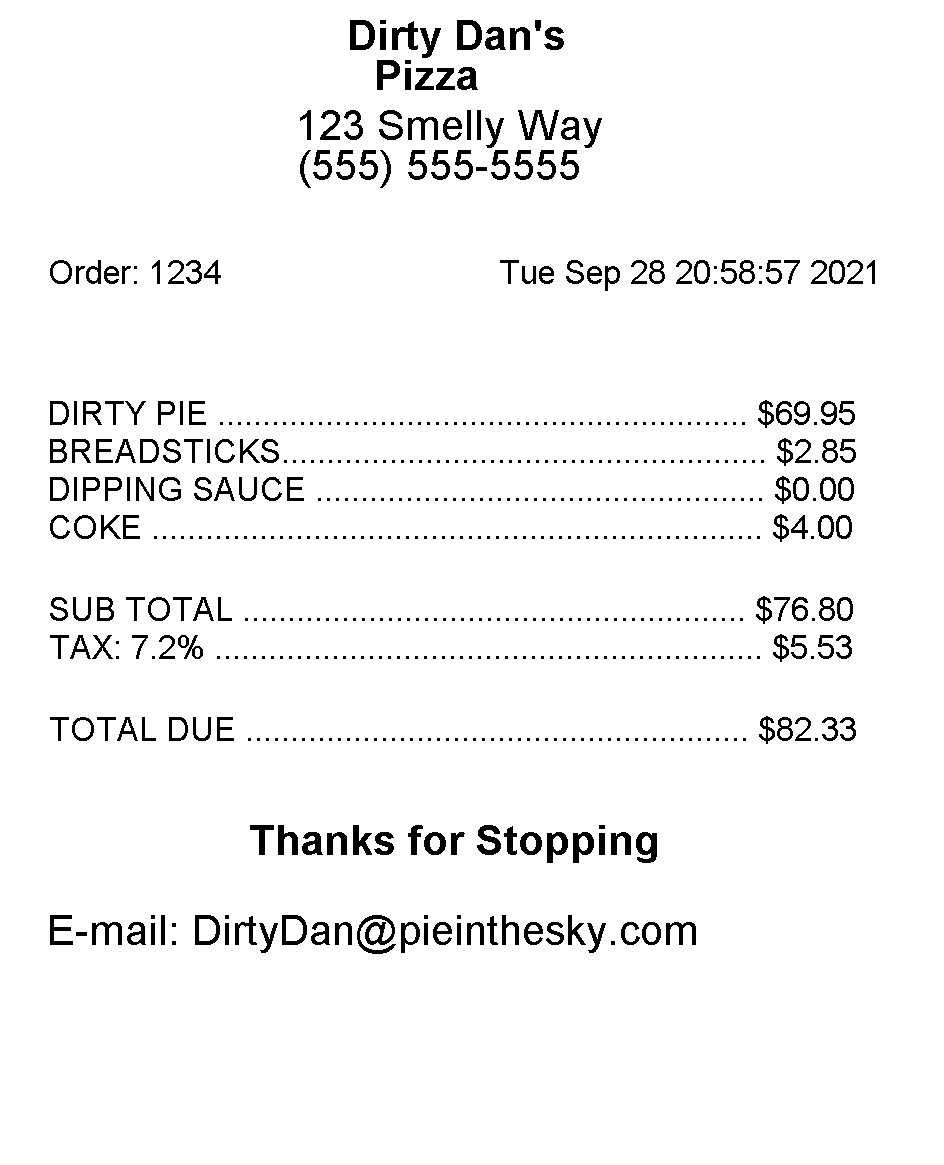 Dirty Dan's
Pizza
123 Smelly Way
(555) 555-5555
Order: 1234 Tue Sep 28 20:58:57 2021
DIRTY PIE ........................................................... $69.95
BREADSTICKS...................................................... $2.85
DIPPING SAUCE .................................................. $0.00
COKE .................................................................... $4.00
SUB TOTAL ........................................................ $76.80
TAX: 7.2% ............................................................. $5.53
TOTAL DUE ........................................................ $82.33
Thanks for Stopping
E-mail: DirtyDan@pieinthesky.com